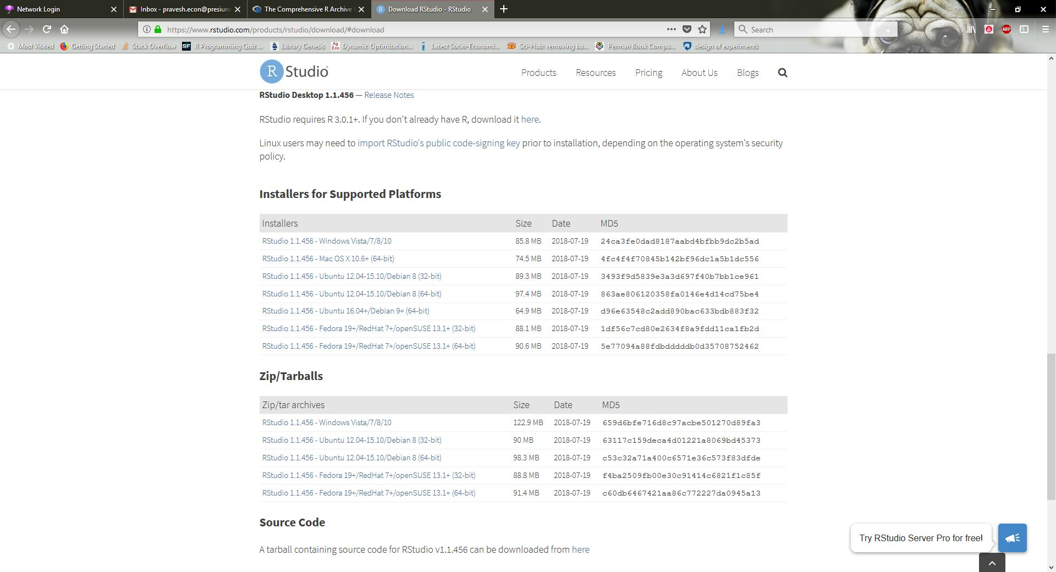 Network Login
Inbox - pravesh.econ@presiun
The Comprehensive R Archive
Download RStudio - RStudio
https://www.rstudio.com/products/rstudio/download/#download
Search
Most Visited
Getting Started
Stack Overflow
R Programming Quiz ...
Library Genesis
Dynamic Optimization...
Latest Socio-Economi...
Sci-Hub: removing ba...
Penman Book Compu...
design of experiments
R Studio
Products
Resources
Pricing
About Us
Blogs
RStudio Desktop 1.1.456 — Release Notes
RStudio requires R 3.0.1+. If you don't already have R, download it here.
Linux users may need to import RStudio's public code-signing key prior to installation, depending on the operating system's security
policy.
Installers for Supported Platforms
Installers Size Date MD5
RStudio 1.1.456 - Windows Vista/7/8/10 85.8 MB 2018-07-19 24ca3fe0dad8187aabd4bfbb9dc2b5ad
RStudio 1.1.456 - Mac OS X 10.6+ (64-bit) 74.5 MB 2018-07-19 4fc4f4f70845b142bf96dc1a5b1dc556
RStudio 1.1.456 - Ubuntu 12.04-15.10/Debian 8 (32-bit) 89.3 MB 2018-07-19 3493f9d5839e3a3d697f40b7bb1ce961
RStudio 1.1.456 - Ubuntu 12.04-15.10/Debian 8 (64-bit) 97.4 MB 2018-07-19 863ae806120358fa0146e4d14cd75be4
RStudio 1.1.456 - Ubuntu 16.04+/Debian 9+ (64-bit) 64.9 MB 2018-07-19 d96e63548c2add890bac633bdb883f32
RStudio 1.1.456 - Fedora 19+/RedHat 7+/openSUSE 13.1+ (32-bit) 88.1 MB 2018-07-19 1df56c7cd80e2634f8a9fdd11ca1fb2d
RStudio 1.1.456 - Fedora 19+/RedHat 7+/openSUSE 13.1+ (64-bit) 90.6 MB 2018-07-19 5e77094a88fdbdddddb0d35708752462
Zip/Tarballs
Zip/tar archives Size Date MD5
RStudio 1.1.456 - Windows Vista/7/8/10 122.9 MB 2018-07-19 659d6bfe716d8c97acbe501270d89fa3
RStudio 1.1.456 - Ubuntu 12.04-15.10/Debian 8 (32-bit) 90 MB 2018-07-19 63117c159deca4d01221a8069bd45373
RStudio 1.1.456 - Ubuntu 12.04-15.10/Debian 8 (64-bit) 98.3 MB 2018-07-19 c53c32a71a400c6571e36c573f83dfde
RStudio 1.1.456 - Fedora 19+/RedHat 7+/openSUSE 13.1+ (32-bit) 88.8 MB 2018-07-19 f4ba2509fb00e30c91414c6821f1c85f
RStudio 1.1.456 - Fedora 19+/RedHat 7+/openSUSE 13.1+ (64-bit) 91.4 MB 2018-07-19 c60db6467421aa86c772227da0945a13
Source Code
A tarball containing source code for RStudio v1.1.456 can be downloaded from here
Try RStudio Server Pro for free!